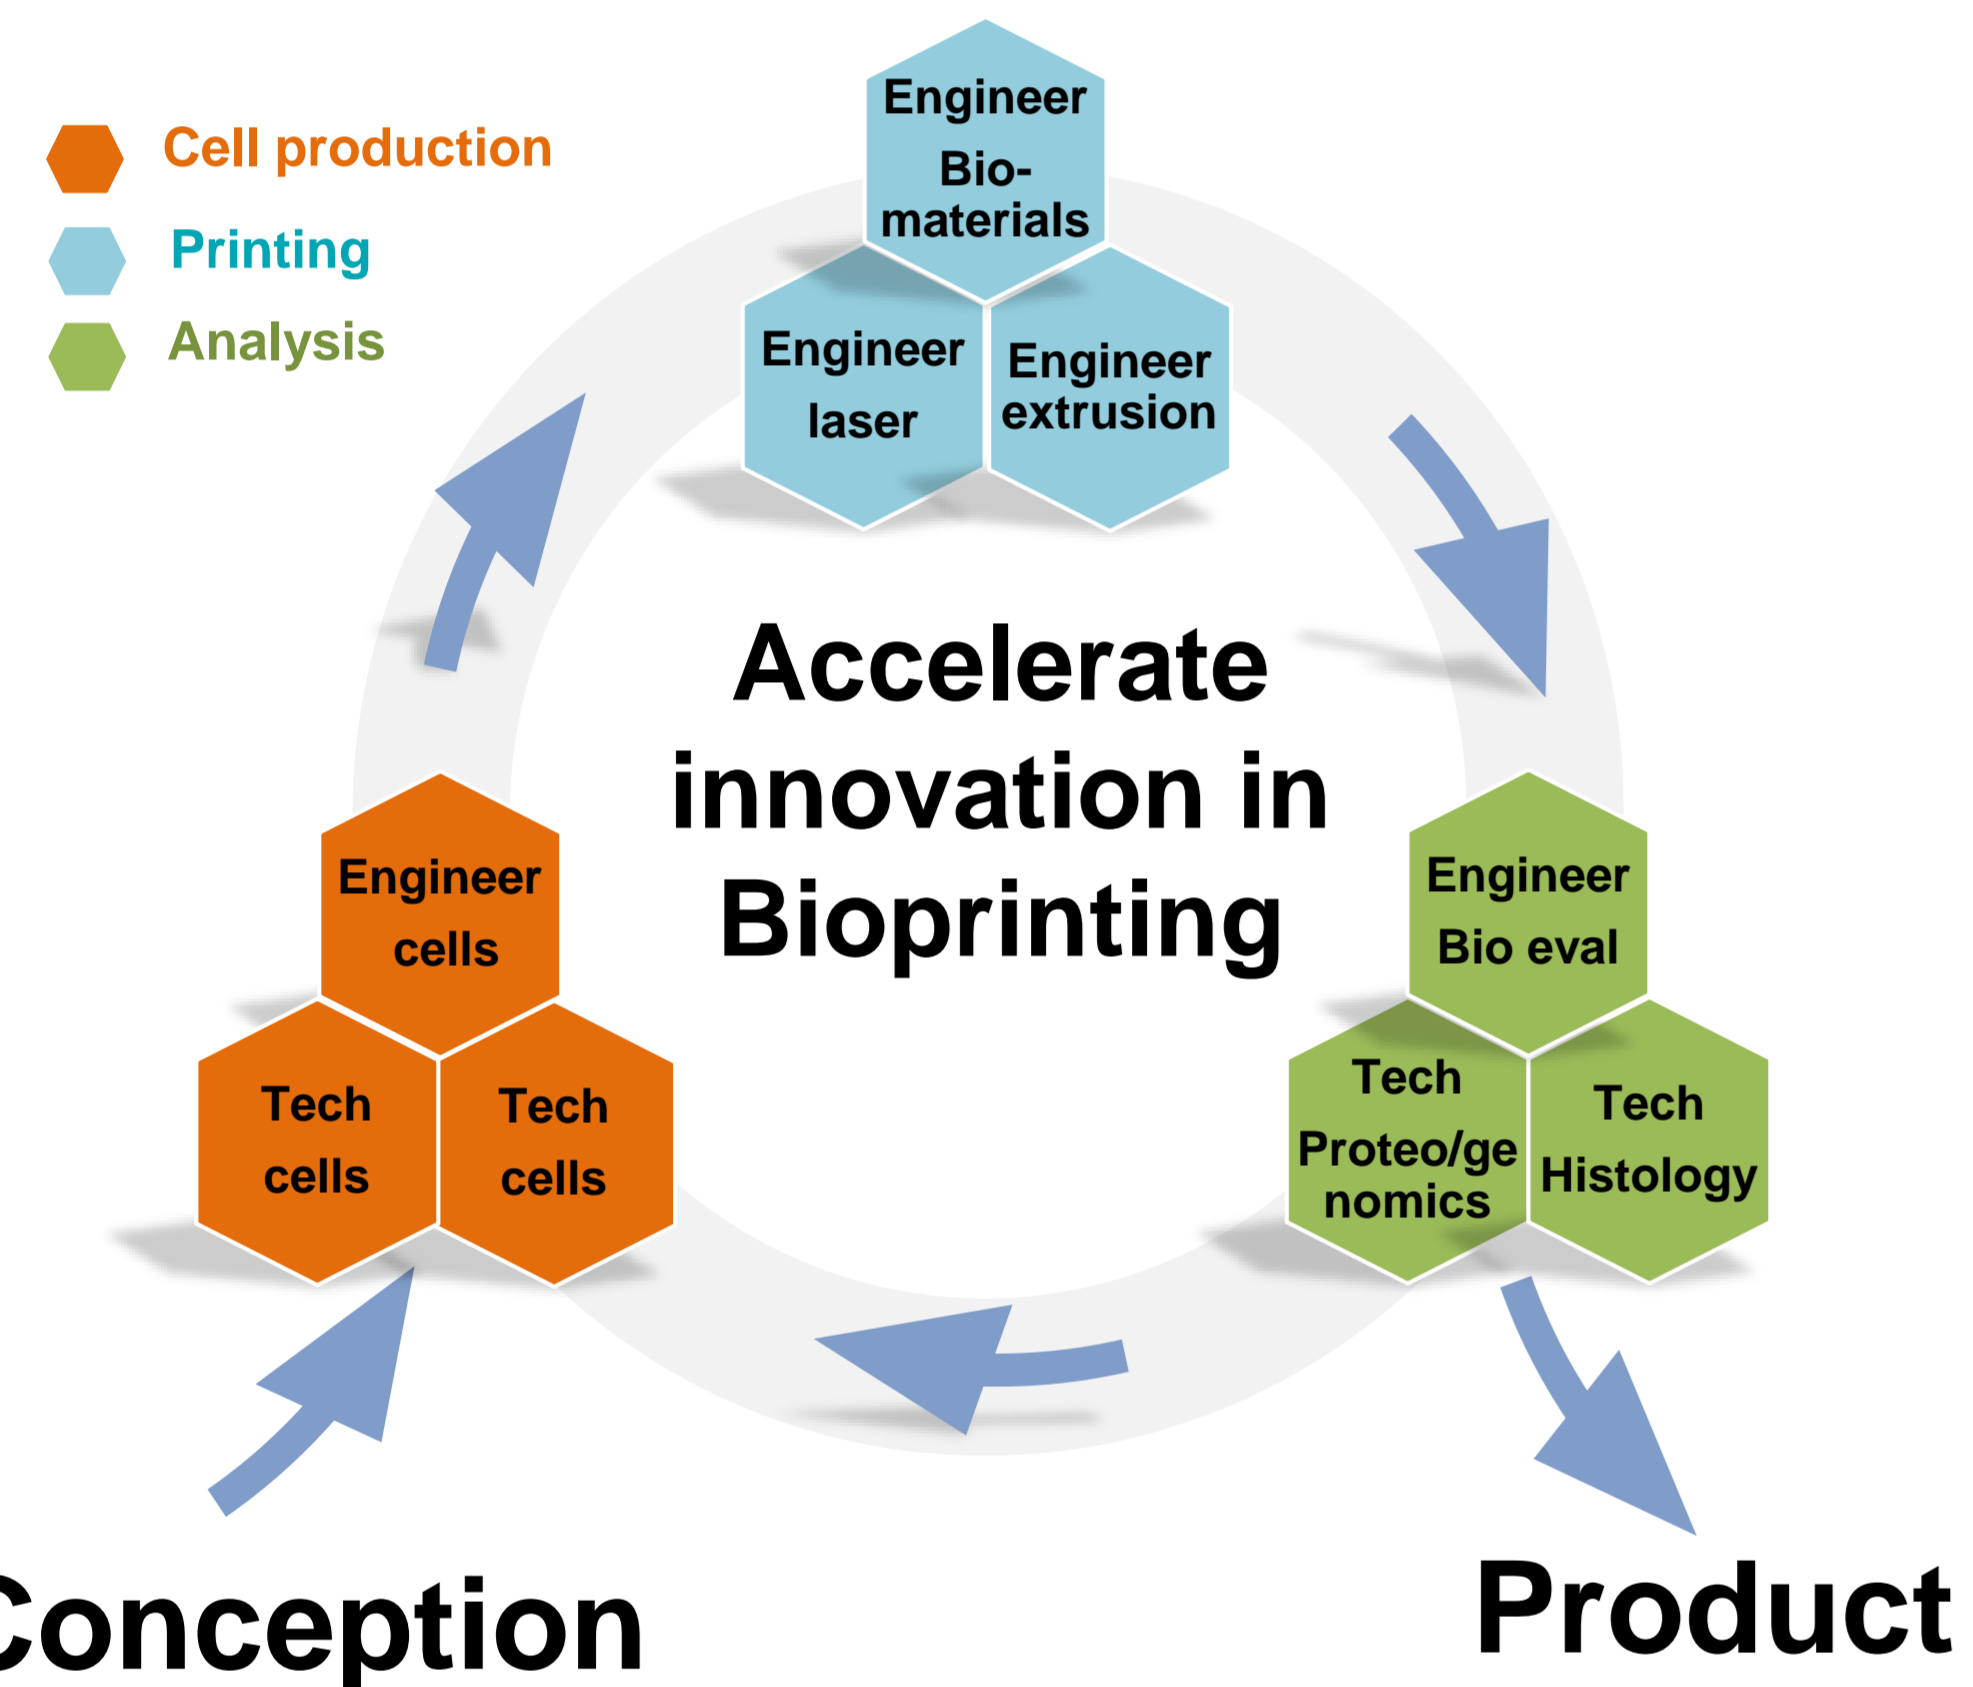 Cell production
Printing
Analysis
Engineer
Bio-
materials
Engineer
laser
Engineer
extrusion
Accelerate
innovation in
Bioprinting
Engineer
cells
Tech
cells
Tech
cells
Engineer
Bio eval
Tech
Proteo/ge
nomics
Tech
Histology
Conception
Product